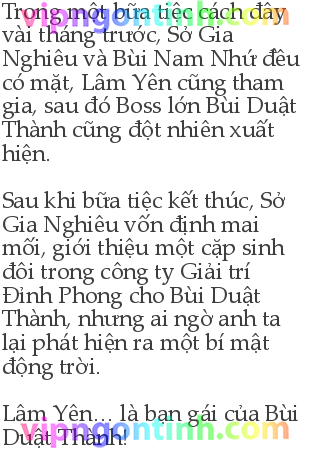 Trong một bữa tiệc cách đây
vài tháng trước, Sở Gia
Nghiêu và Bùi Nam Nhứ đều
có mặt, Lâm Yên cũng tham
gia, sau đó Boss lớn Bùi Duật
Thành cũng đột nhiên xuất
hiện.

Sau khi bữa tiệc kết thúc, Sở
Gia Nghiêu vốn định mai
mối, giới thiệu một cặp sinh
đôi trong công ty Giải trí
Đỉnh Phong cho Bùi Duật
Thành, nhưng ai ngờ anh ta
lại phát hiện ra một bí mật
động trời.

Lâm Yên... là bạn gái của Bùi
Duật Thành!
vipngontinh.com
vipngontinh.com